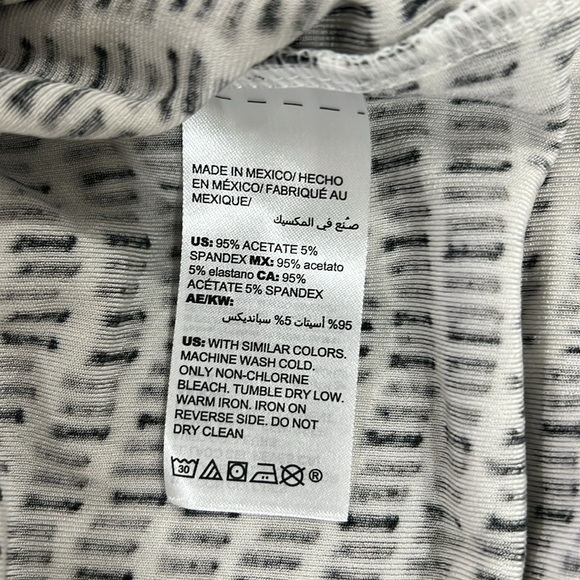 MADE IN MEXICO/ HECHO
EN MÉXICO/ FABRIQUÉ AU
MEXIQUE/
صُنع في المكسيك
US: 95% ACETATE 5%
SPANDEX MX: 95% acetato
5% elastano CA: 95%
ACÉTATE 5% SPANDEX
AE/KW:
95% أسيتات 5% سبانديكس
US: WITH SIMILAR COLORS.
MACHINE WASH COLD.
ONLY NON-CHLORINE
BLEACH. TUMBLE DRY LOW.
WARM IRON. IRON ON
REVERSE SIDE. DO NOT
DRY CLEAN
30 ®